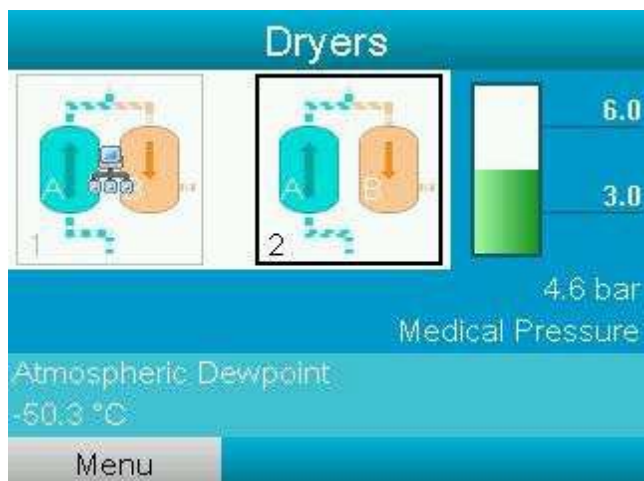 Dryers
A
B
1
A
B
2
6.0
3.0
4.6 bar
Medical Pressure
Atmospheric Dewpoint
-50.3 °C
Menu